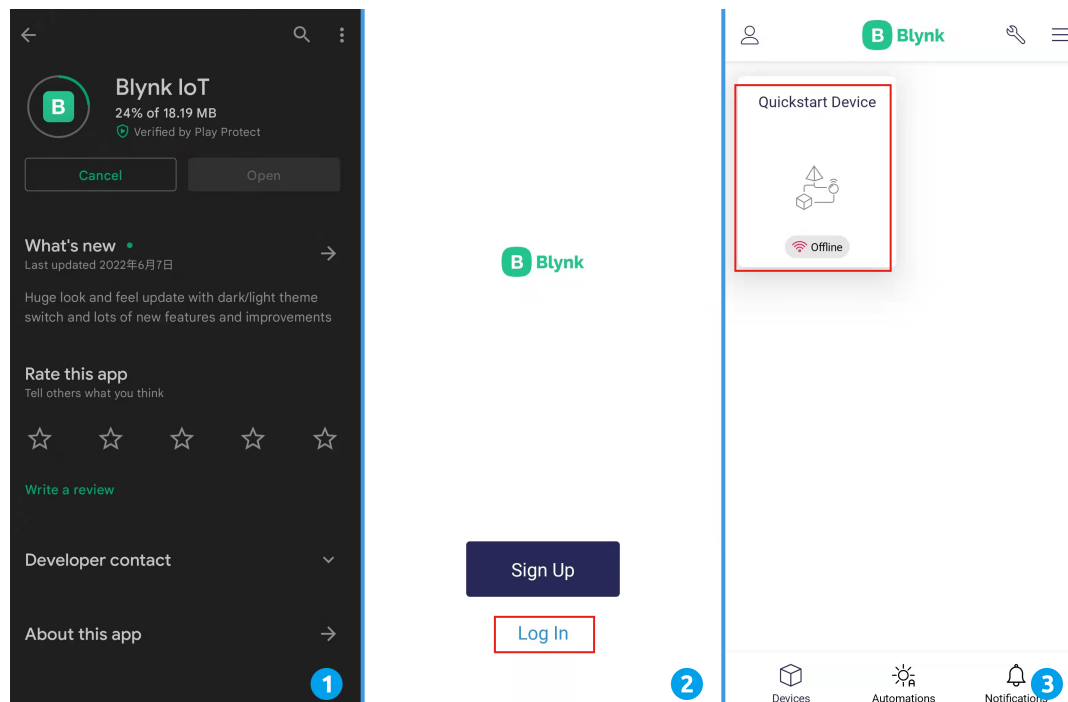 Blynk IoT
24% of 18.19 MB
Verified by Play Protect
Cancel
Open
What's new
Last updated 2022年6月7日
Huge look and feel update with dark/light theme
switch and lots of new features and improvements
Rate this app
Tell others what you think
Write a review
Developer contact
About this app
1
B Blynk
Sign Up
Log In
2
B Blynk
Quickstart Device
Offline
Devices
Automations
Notifications
3